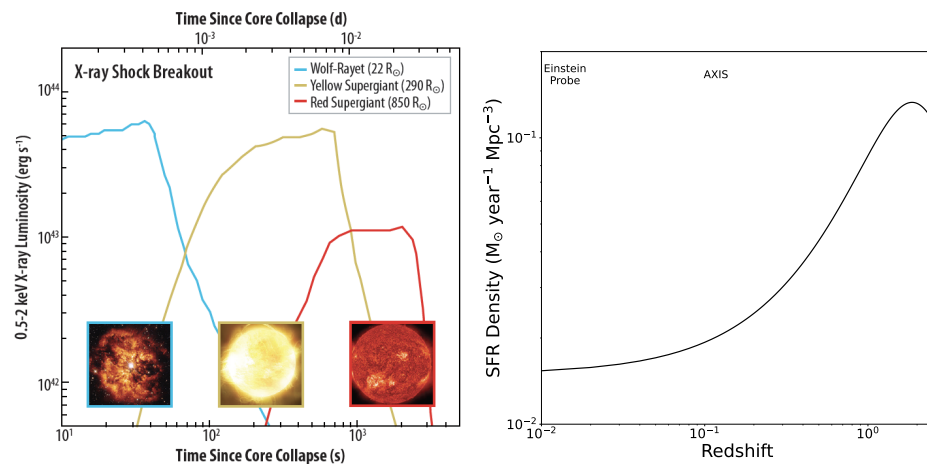 Time Since Core Collapse (d)
10⁻³
10⁻²
X-ray Shock Breakout
Wolf-Rayet (22 R☉)
Yellow Supergiant (290 R☉)
Red Supergiant (850 R☉)
0.5-2 keV X-ray Luminosity (erg s⁻¹)
10⁴⁴
10⁴³
10⁴²
10¹
10²
10³
Time Since Core Collapse (s)
Einstein
Probe
AXIS
SFR Density (M☉ year⁻¹ Mpc⁻³)
10⁻¹
10⁻²
10⁻²
10⁻¹
10⁰
Redshift